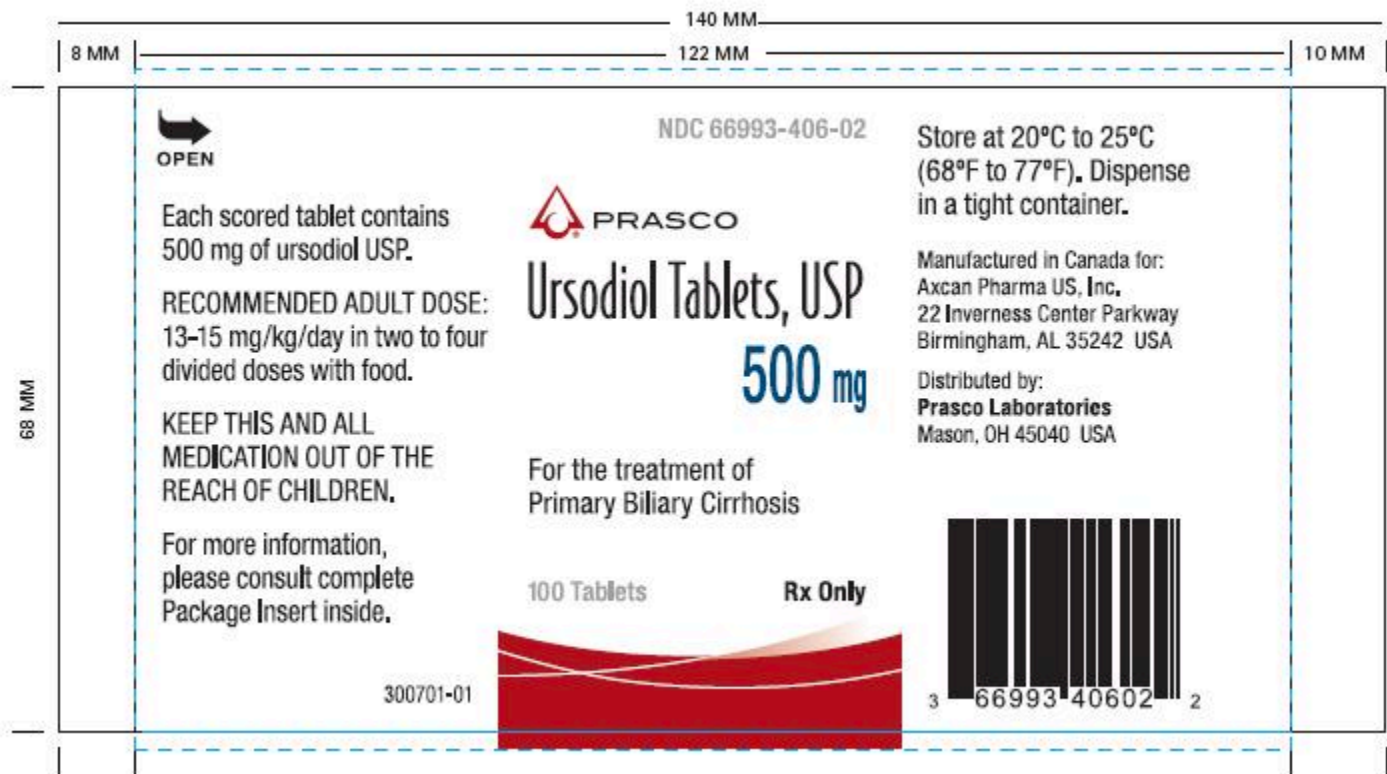 140 MM
8 MM
122 MM
10 MM
68 MM
OPEN
Each scored tablet contains
500 mg of ursodiol USP.
RECOMMENDED ADULT DOSE:
13-15 mg/kg/day in two to four
divided doses with food.
KEEP THIS AND ALL
MEDICATION OUT OF THE
REACH OF CHILDREN.
For more information,
please consult complete
Package Insert inside.
300701-01
NDC 66993-406-02
PRASCO
Ursodiol Tablets, USP
500 mg
For the treatment of
Primary Biliary Cirrhosis
100 Tablets Rx Only
Store at 20°C to 25°C
(68°F to 77°F). Dispense
in a tight container.
Manufactured in Canada for:
Axcan Pharma US, Inc.
22 Inverness Center Parkway
Birmingham, AL 35242 USA
Distributed by:
Prasco Laboratories
Mason, OH 45040 USA
3 66993 40602 2